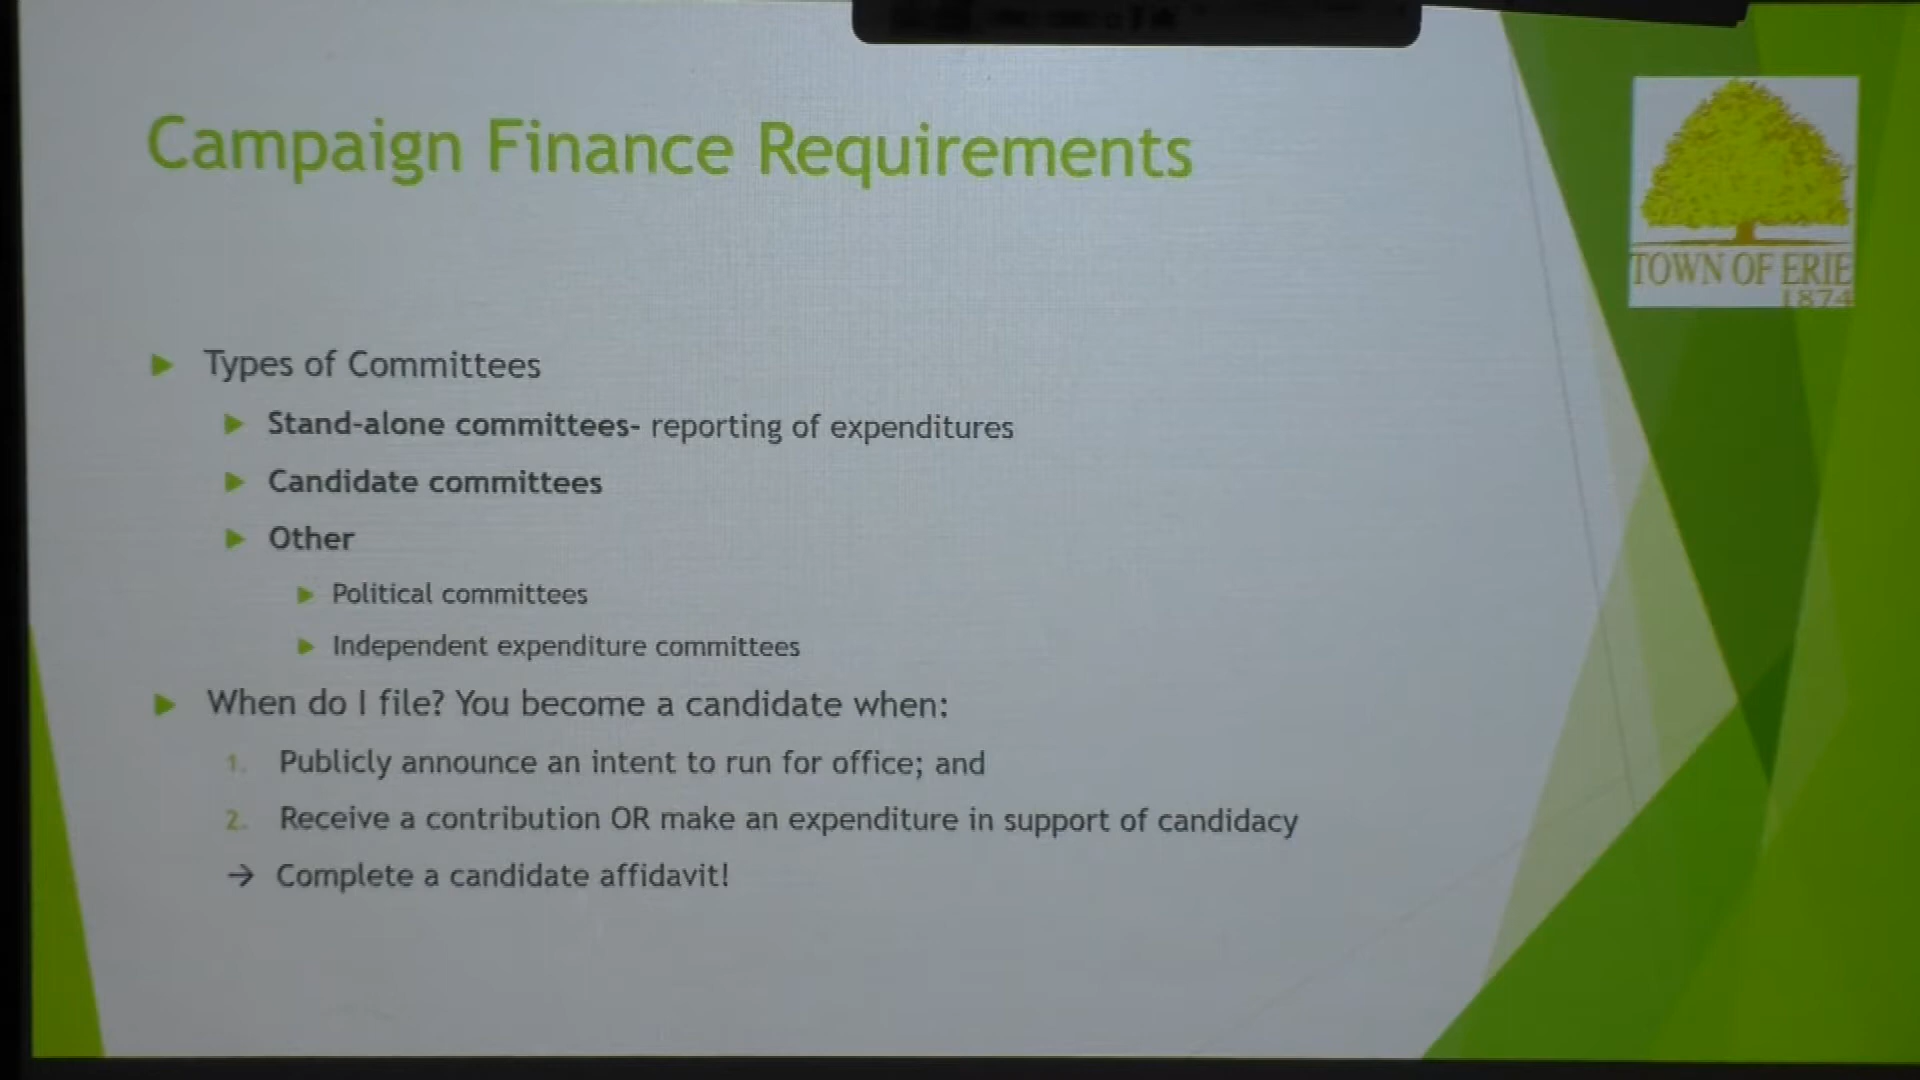 Campaign Finance Requirements
TOWN OF ERIE
1874
Types of Committees
Stand-alone committees- reporting of expenditures
Candidate committees
Other
Political committees
Independent expenditure committees
When do I file? You become a candidate when:
1. Publicly announce an intent to run for office; and
2. Receive a contribution OR make an expenditure in support of candidacy
→ Complete a candidate affidavit!